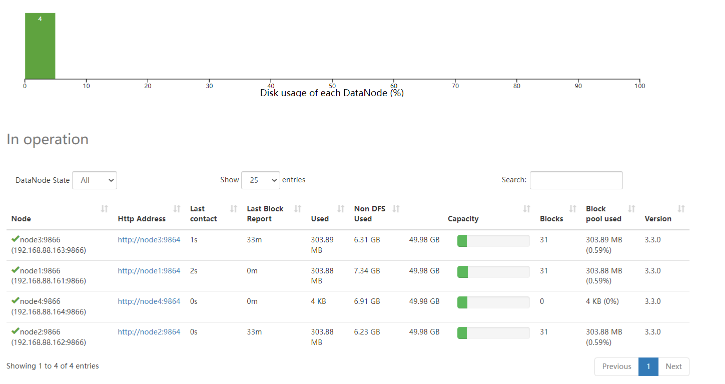 4
0 10 20 30 40 50 60 70 80 90 100
Disk usage of each DataNode (%)
In operation
DataNode State All Show 25 entries Search:
Node Http Address Last contact Last Block Report Used Non DFS Used Capacity Blocks Block pool used Version
node3:9866 http://node3:9864 1s 33m 303.89 MB 6.31 GB 49.98 GB 31 303.89 MB (0.59%) 3.3.0
(192.168.88.163:9866)
node1:9866 http://node1:9864 2s 0m 303.88 MB 7.34 GB 49.98 GB 31 303.88 MB (0.59%) 3.3.0
(192.168.88.161:9866)
node4:9866 http://node4:9864 0s 0m 4 KB 6.91 GB 49.98 GB 0 4 KB (0%) 3.3.0
(192.168.88.164:9866)
node2:9866 http://node2:9864 0s 33m 303.88 MB 6.23 GB 49.98 GB 31 303.88 MB (0.59%) 3.3.0
(192.168.88.162:9866)
Showing 1 to 4 of 4 entries Previous 1 Next